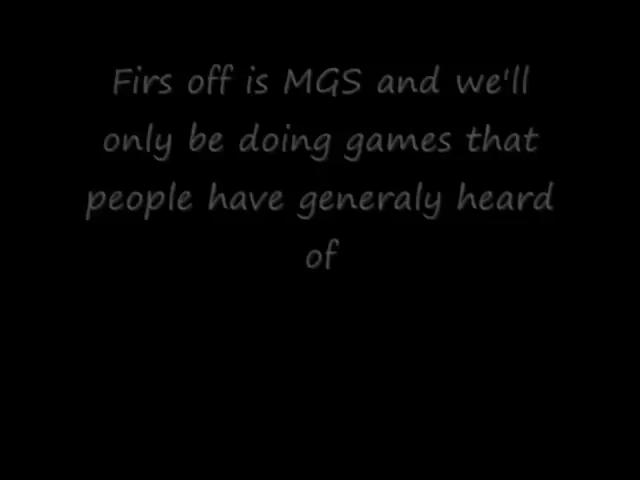 Firs off is MGS and we'll
only be doing games that
people have generaly heard
of